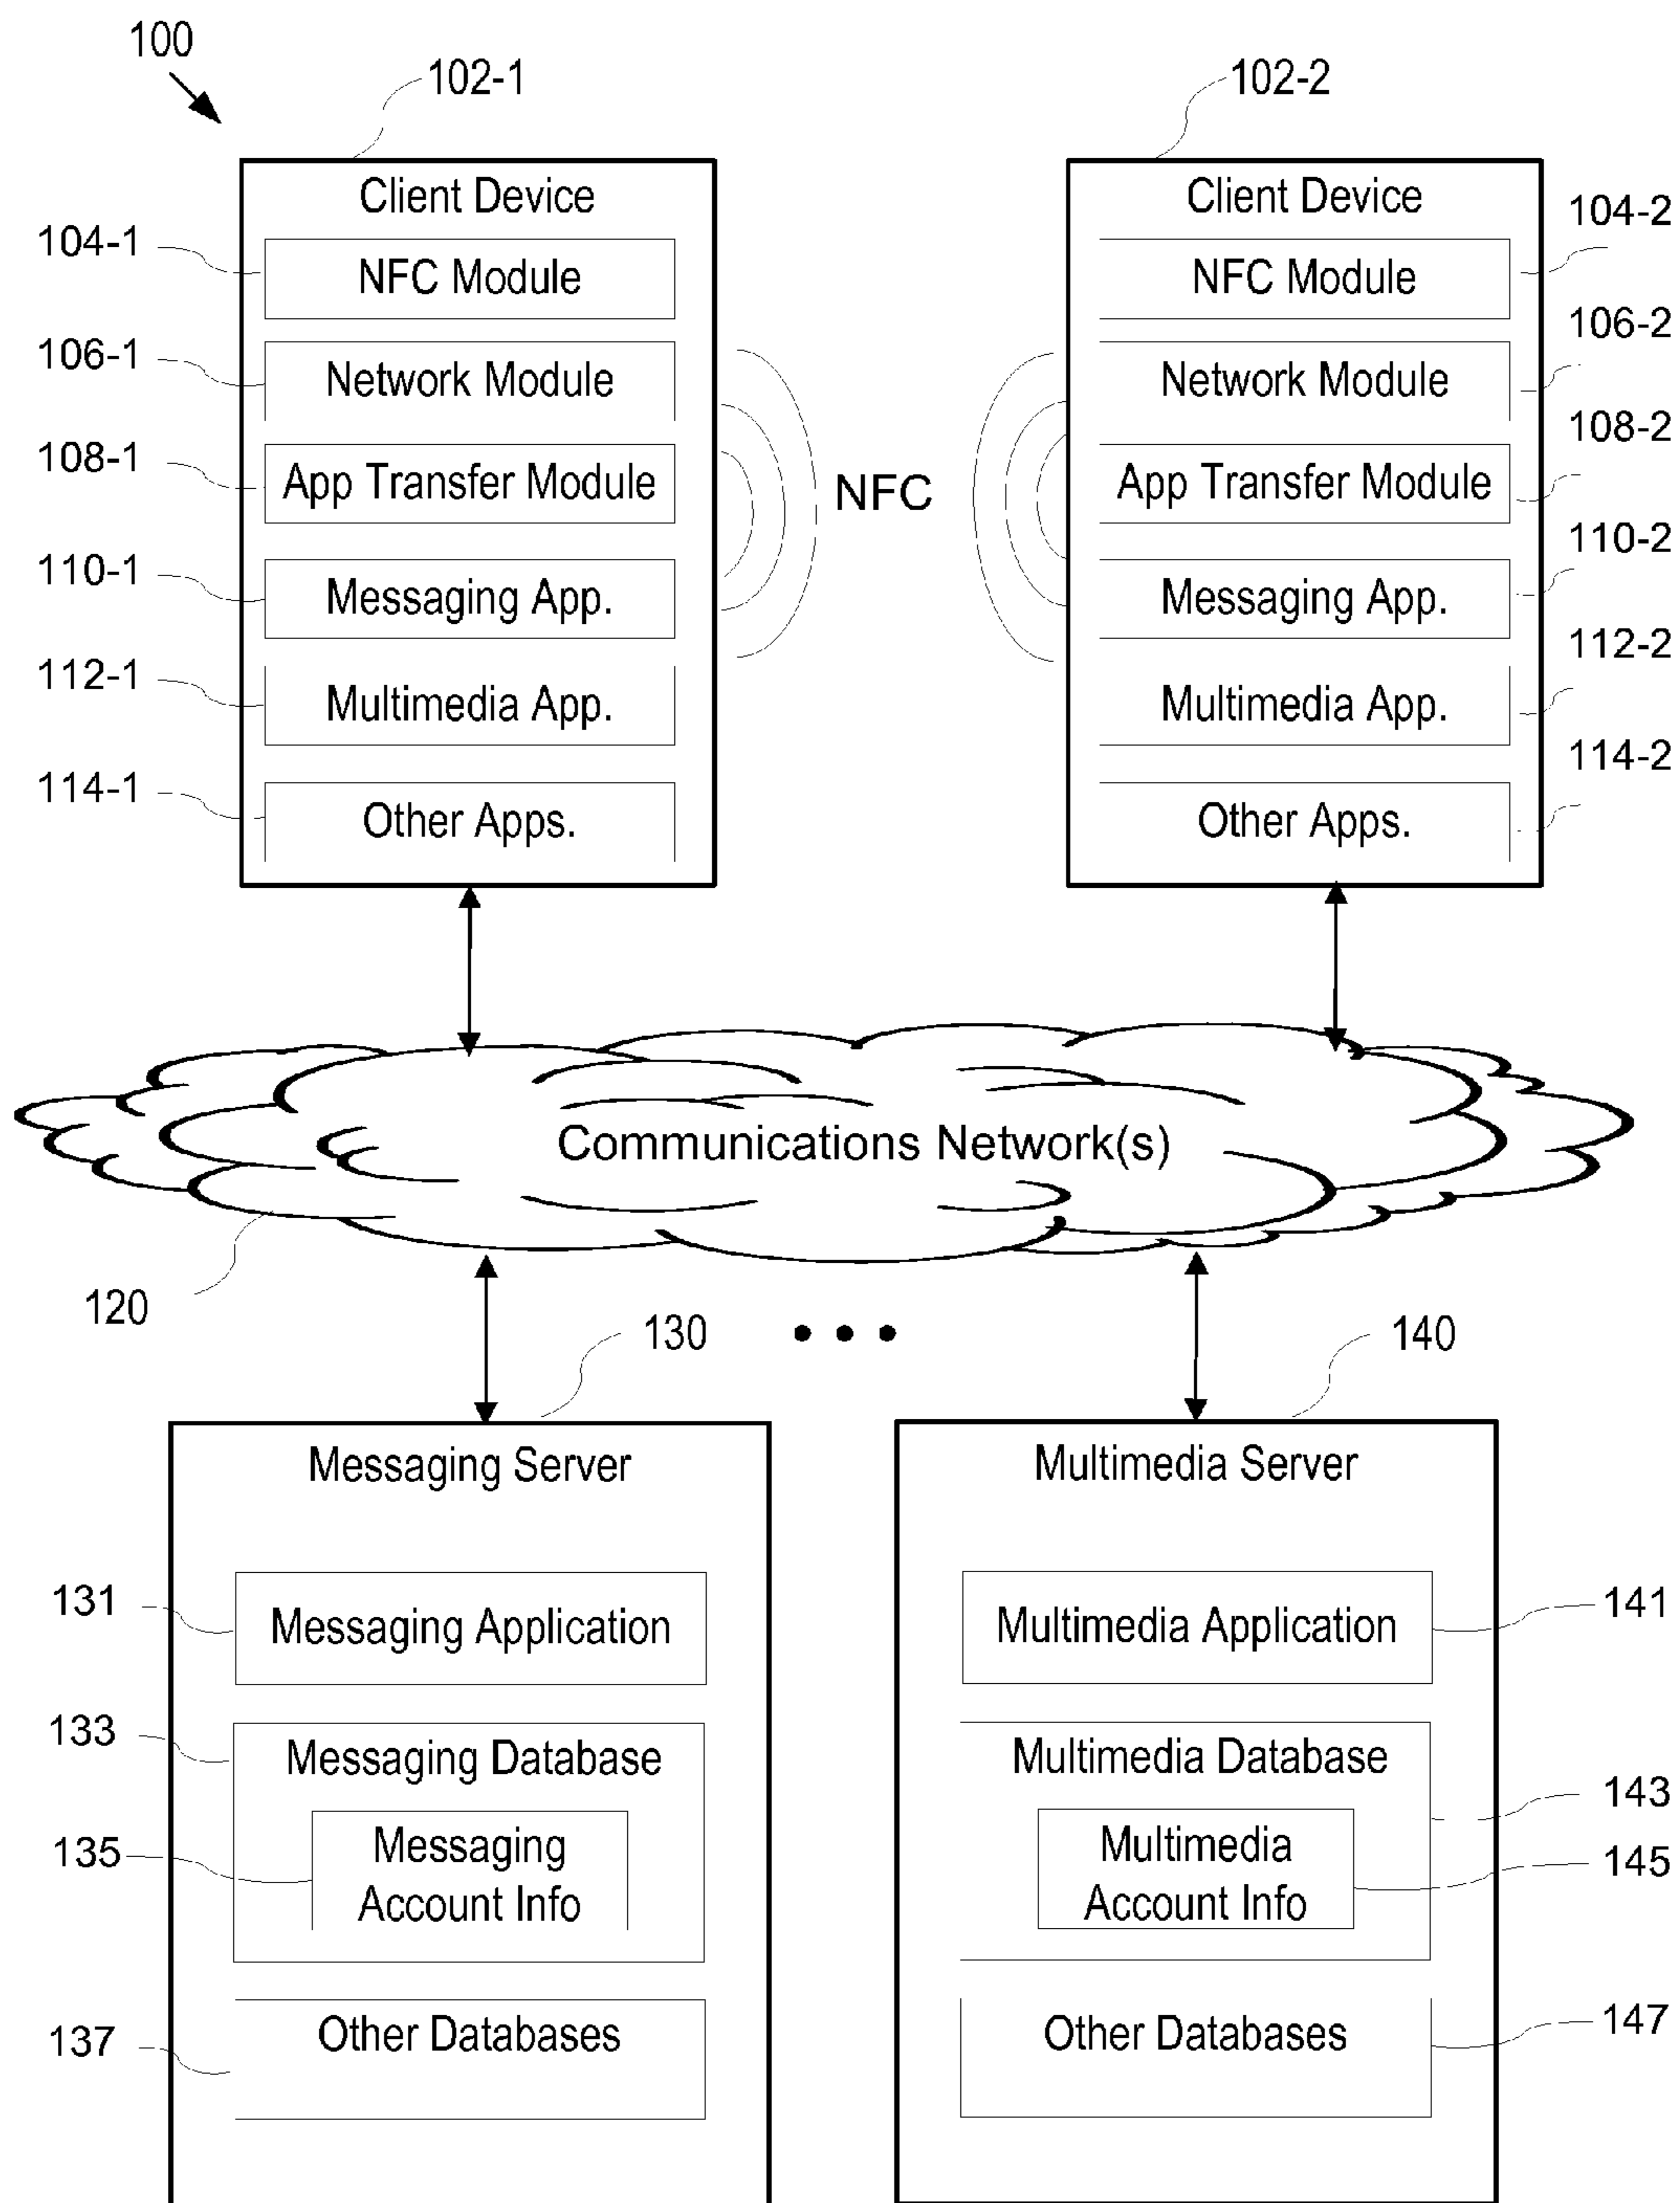 100
102-1
102-2
Client Device
104-1
NFC Module
106-1
Network Module
108-1
App Transfer Module
110-1
Messaging App.
112-1
Multimedia App.
114-1
Other Apps.
NFC
Client Device
104-2
NFC Module
106-2
Network Module
108-2
App Transfer Module
110-2
Messaging App.
112-2
Multimedia App.
114-2
Other Apps.
Communications Network(s)
120
130
140
Messaging Server
131
Messaging Application
133
Messaging Database
135
Messaging
Account Info
137
Other Databases
Multimedia Server
Multimedia Application
141
Multimedia Database
143
Multimedia
Account Info
145
Other Databases
147